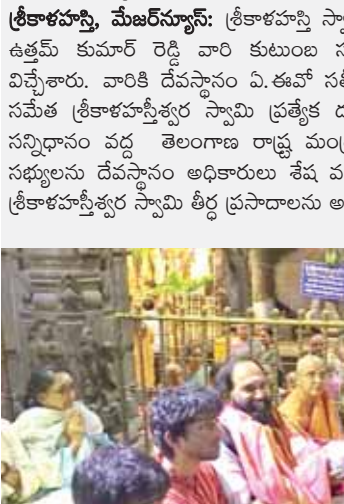 శ్రీకాళహస్తి, మేజర్‌న్యూస్: శ్రీకాళహస్తి
ఉత్తమ్ కుమార్ రెడ్డి వారి కుటుంబ
విచ్చేశారు. వారికి దేవస్థానం ఏ.ఈవో
సమేత శ్రీకాళహస్తీశ్వర స్వామి ప్రత్యేక
సన్నిధానం వద్ద తెలంగాణ రాష్ట్ర
సభ్యులను దేవస్థానం అధికారులు శేష
శ్రీకాళహస్తీశ్వర స్వామి తీర్ధ ప్రసాదాలను